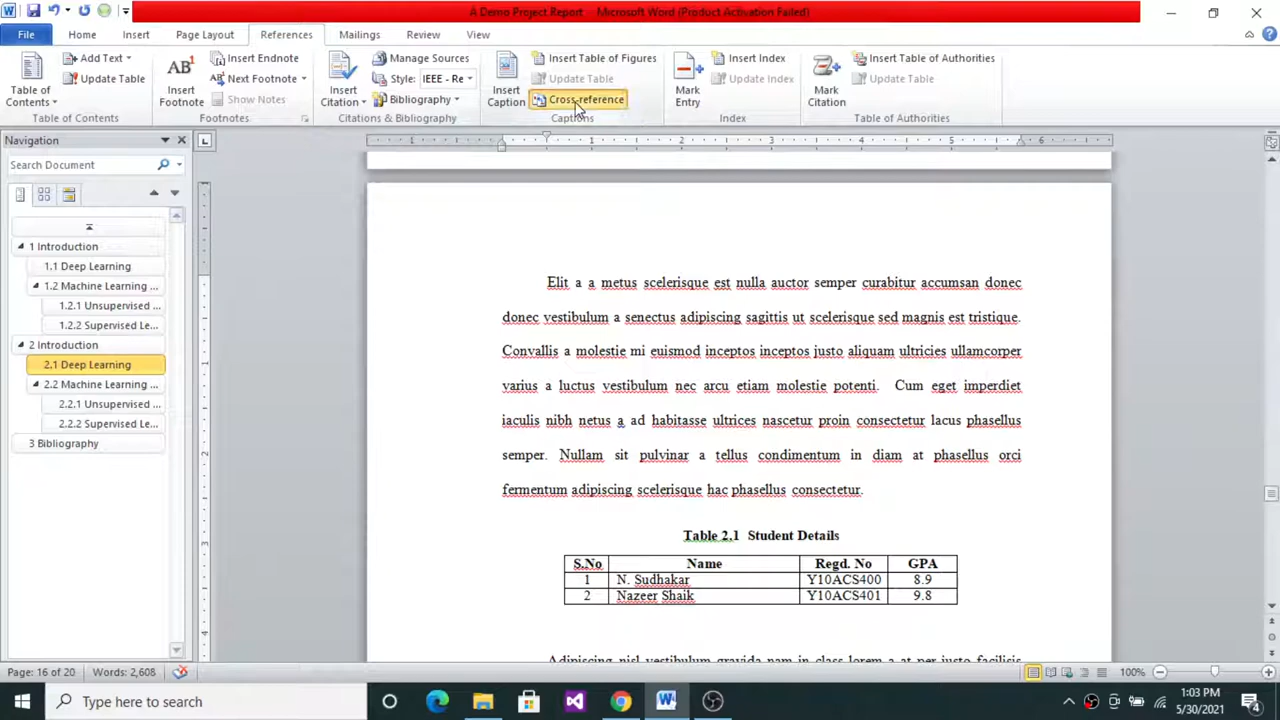 A Demo Project Report - Microsoft Word (Product Activation Failed)
File Home Insert Page Layout References Mailings Review View
Table of Contents
Add Text
Update Table
Table of Contents
AB¹
Insert Footnote
Insert Endnote
Next Footnote
Show Notes
Footnotes
Insert Citation
Manage Sources
Style: IEEE - Re
Bibliography
Citations & Bibliography
Insert Caption
Insert Table of Figures
Update Table
Cross-reference
Captions
Mark Entry
Insert Index
Update Index
Index
Mark Citation
Insert Table of Authorities
Update Table
Table of Authorities
Navigation
Search Document
1 Introduction
1.1 Deep Learning
1.2 Machine Learning ...
1.2.1 Unsupervised ...
1.2.2 Supervised Le...
2 Introduction
2.1 Deep Learning
2.2 Machine Learning ...
2.2.1 Unsupervised ...
2.2.2 Supervised Le...
3 Bibliography
1 2 3 4 5 6
Elit a a metus scelerisque est nulla auctor semper curabitur accumsan donec
donec vestibulum a senectus adipiscing sagittis ut scelerisque sed magnis est tristique.
Convallis a molestie mi euismod inceptos inceptos justo aliquam ultricies ullamcorper
varius a luctus vestibulum nec arcu etiam molestie potenti. Cum eget imperdiet
iaculis nibh netus a ad habitasse ultrices nascetur proin consectetur lacus phasellus
semper. Nullam sit pulvinar a tellus condimentum in diam at phasellus orci
fermentum adipiscing scelerisque hac phasellus consectetur.
Table 2.1 Student Details
S.No Name Regd. No GPA
1 N. Sudhakar Y10ACS400 8.9
2 Nazeer Shaik Y10ACS401 9.8
Adipiscing nisl vestibulum gravida nam in class lorem a at per justo facilisis
Page: 16 of 20 Words: 2,608 100%
Type here to search
1:03 PM
5/30/2021
4